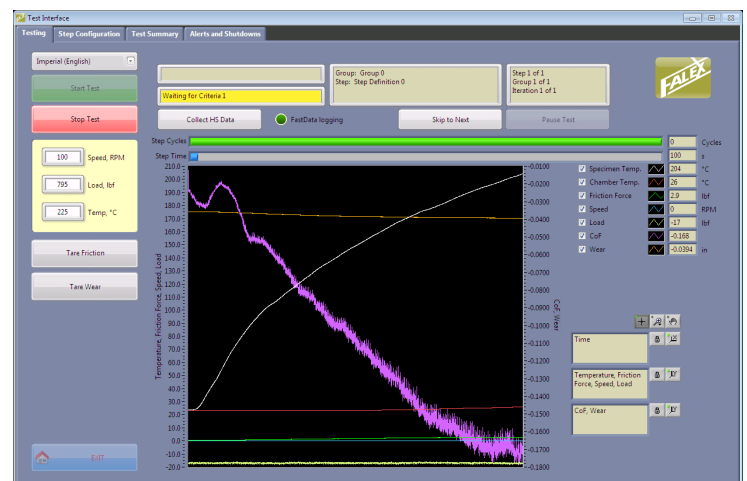 Test Interface
Testing Step Configuration Test Summary Alerts and Shutdowns
Imperial (English)
Start Test
Stop Test
Waiting for Criteria 1
Group: Group 0
Step: Step Definition 0
Step 1 of 1
Group 1 of 1
Iteration 1 of 1
FALEX
Collect HS Data
FastData logging
Skip to Next
Pause Test
100 Speed, RPM
795 Load, lbf
225 Temp, °C
Tare Friction
Tare Wear
EXIT
Step Cycles
0 Cycles
Step Time
100 s
Specimen Temp. 204 °C
Chamber Temp. 26 °C
Friction Force 2.9 lbf
Speed 0 RPM
Load -17 lbf
CoF -0.168
Wear -0.0394 in
Temperature, Friction Force, Speed, Load
210.0
200.0
190.0
180.0
170.0
160.0
150.0
140.0
130.0
120.0
110.0
100.0
90.0
80.0
70.0
60.0
50.0
40.0
30.0
20.0
10.0
0.0
-10.0
-20.0
-0.0100
-0.0200
-0.0300
-0.0400
-0.0500
-0.0600
-0.0700
-0.0800
-0.0900
-0.1000
-0.1100
-0.1200
-0.1300
-0.1400
-0.1500
-0.1600
-0.1700
-0.1800
CoF, Wear
Time
Temperature, Friction
Force, Speed, Load
CoF, Wear